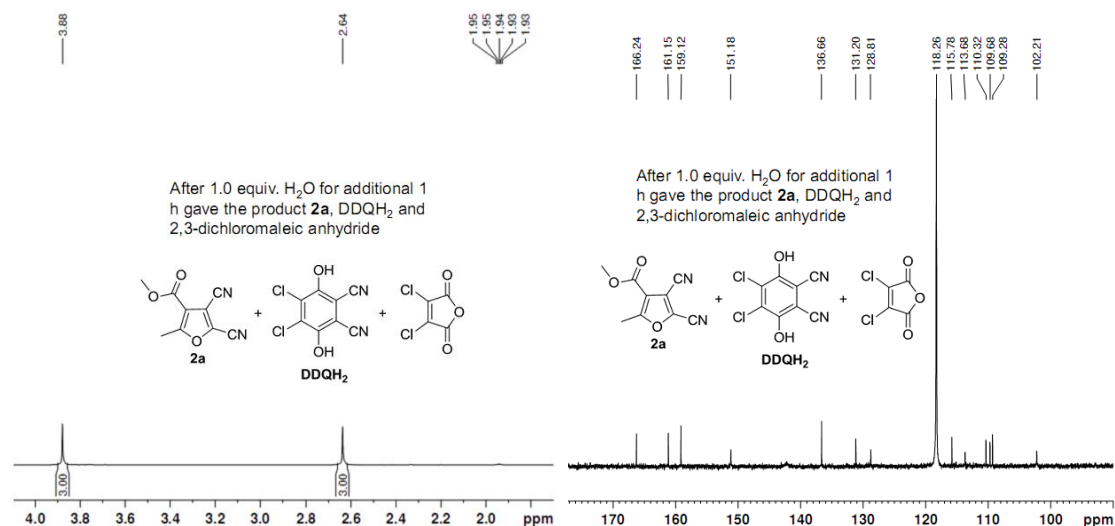 3.88
2.64
1.95
1.95
1.94
1.93
1.93
After 1.0 equiv. H₂O for additional 1
h gave the product 2a, DDQH₂ and
2,3-dichloromaleic anhydride
O
O
CN
O
CN
2a
+
OH
Cl
CN
Cl
CN
OH
DDQH₂
+
O
Cl
O
Cl
O
3.00
3.00
4.0 3.8 3.6 3.4 3.2 3.0 2.8 2.6 2.4 2.2 2.0 ppm
166.24
161.15
159.12
151.18
136.66
131.20
128.81
118.26
115.78
113.68
110.32
109.68
109.28
102.21
After 1.0 equiv. H₂O for additional 1
h gave the product 2a, DDQH₂ and
2,3-dichloromaleic anhydride
O
O
CN
O
CN
2a
+
OH
Cl
CN
Cl
CN
OH
DDQH₂
+
O
Cl
O
Cl
O
170 160 150 140 130 120 110 100 ppm